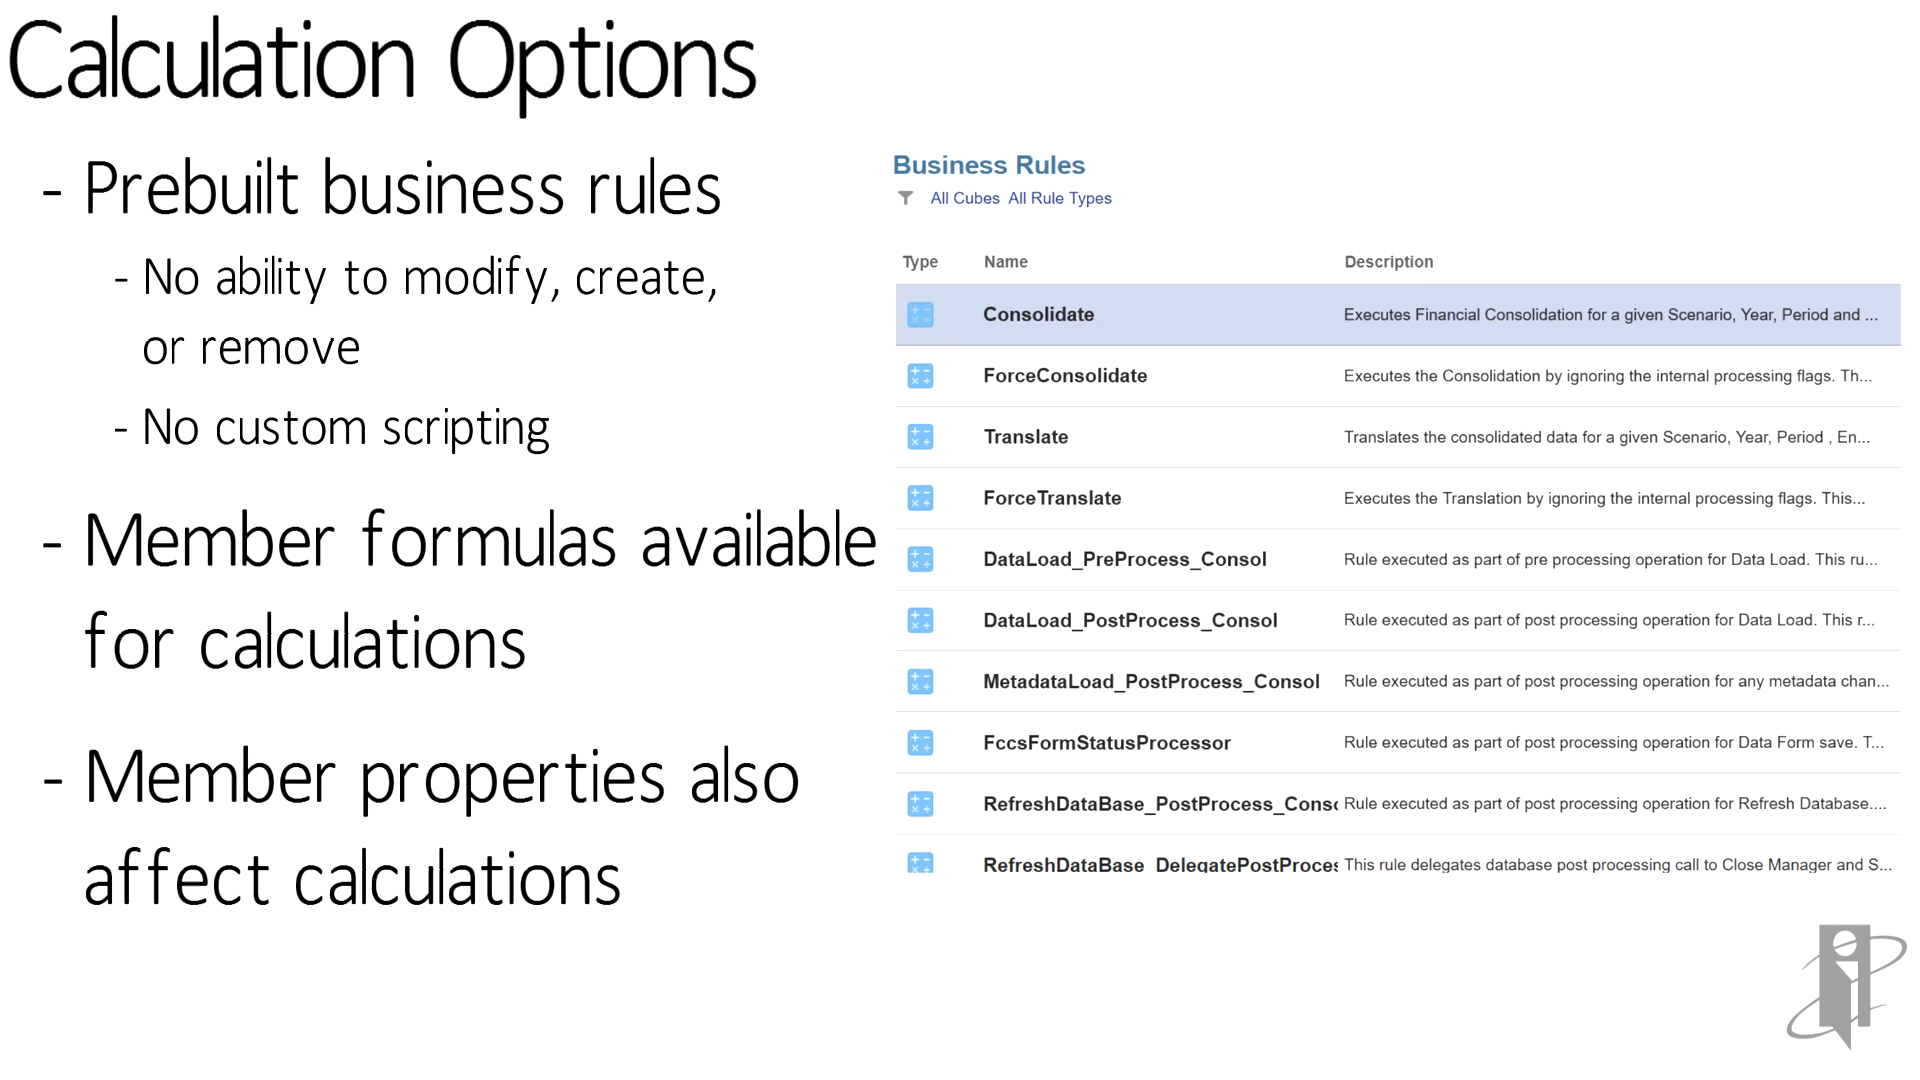 Calculation Options
- Prebuilt business rules
- No ability to modify, create,
or remove
- No custom scripting
- Member formulas available
for calculations
- Member properties also
affect calculations
Business Rules
All Cubes All Rule Types
Type Name Description
Consolidate Executes Financial Consolidation for a given Scenario, Year, Period and ...
ForceConsolidate Executes the Consolidation by ignoring the internal processing flags. Th...
Translate Translates the consolidated data for a given Scenario, Year, Period , En...
ForceTranslate Executes the Translation by ignoring the internal processing flags. This...
DataLoad_PreProcess_Consol Rule executed as part of pre processing operation for Data Load. This ru...
DataLoad_PostProcess_Consol Rule executed as part of post processing operation for Data Load. This r...
MetadataLoad_PostProcess_Consol Rule executed as part of post processing operation for any metadata chan...
FccsFormStatusProcessor Rule executed as part of post processing operation for Data Form save. T...
RefreshDataBase_PostProcess_Consc Rule executed as part of post processing operation for Refresh Database....
RefreshDataBase_DelegatePostProces This rule delegates database post processing call to Close Manager and S...